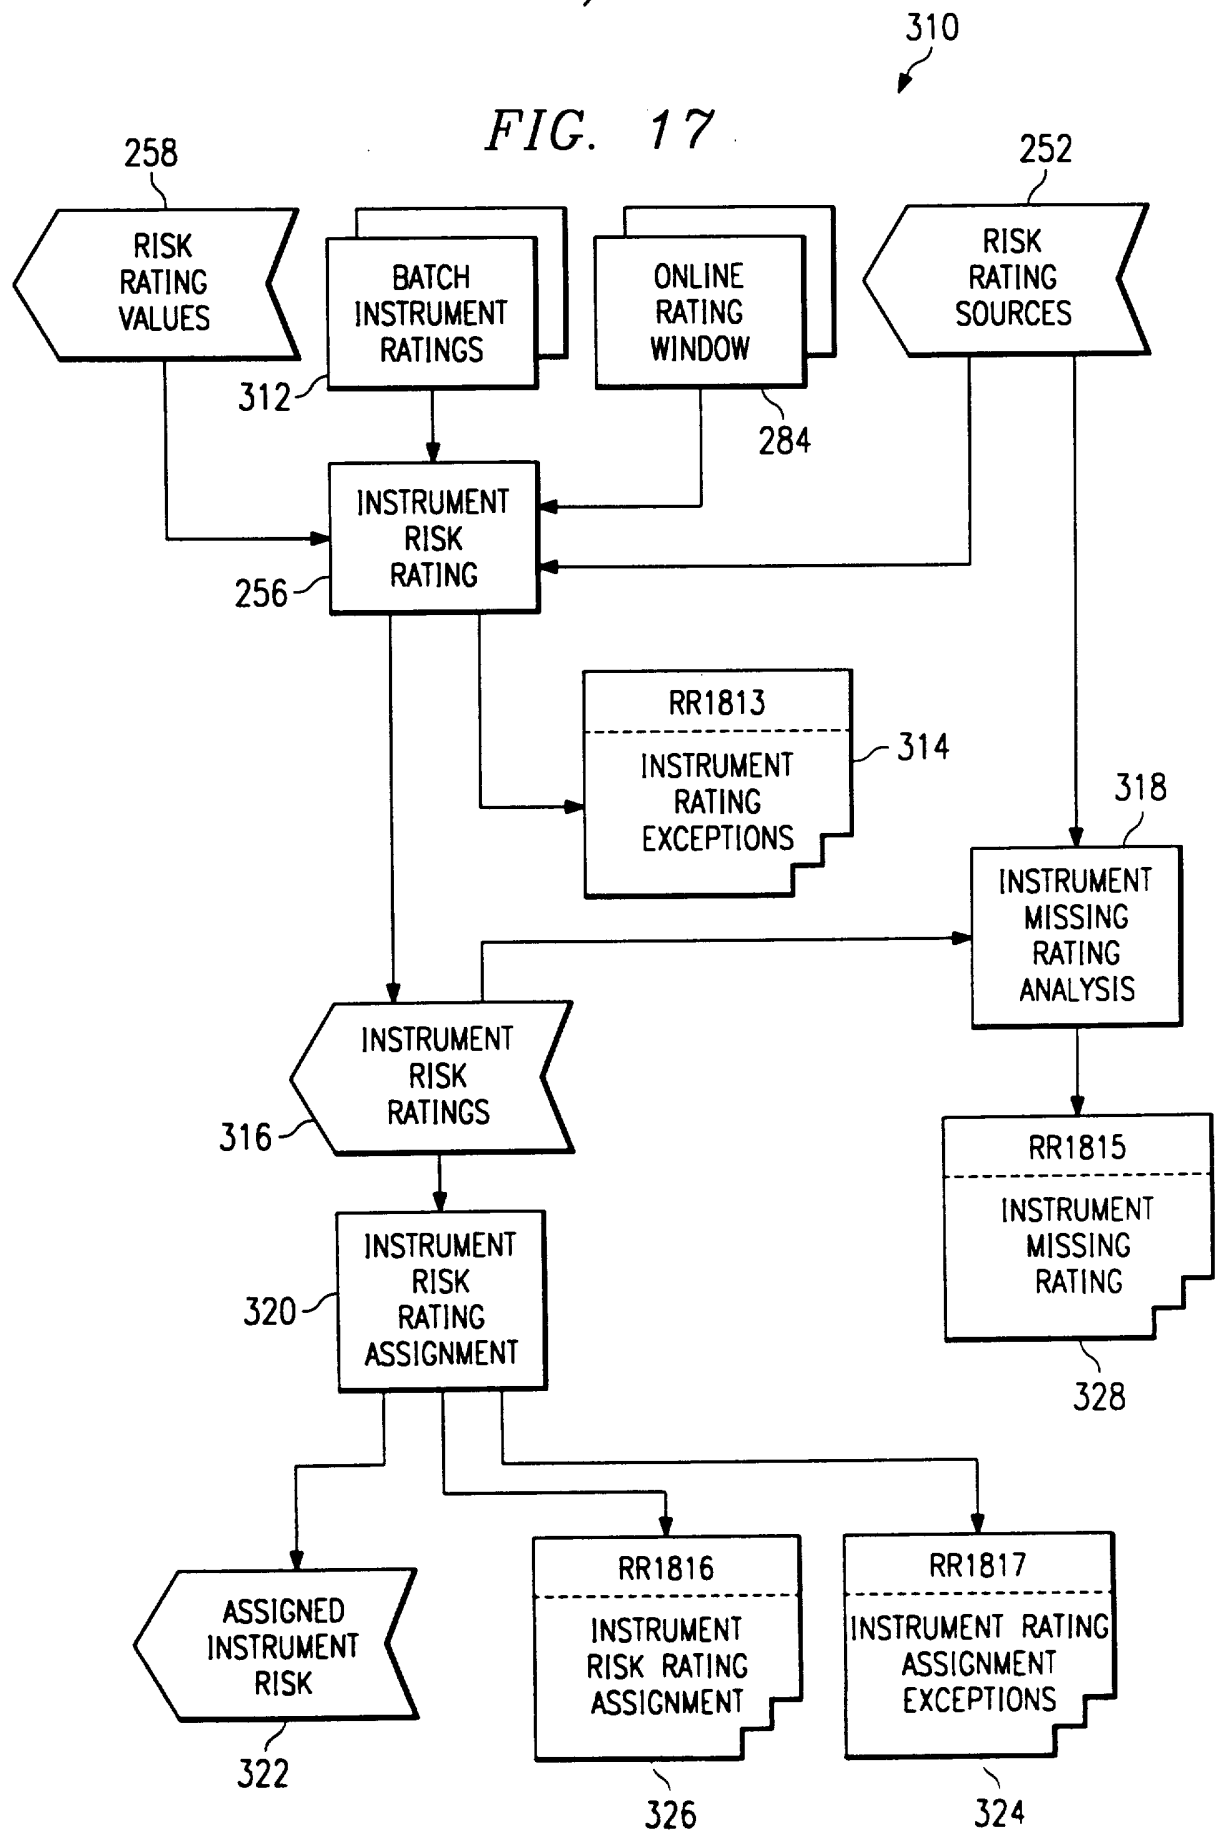 310
FIG. 17
258
252
RISK
RATING
VALUES
BATCH
INSTRUMENT
RATINGS
ONLINE
RATING
WINDOW
RISK
RATING
SOURCES
312
284
INSTRUMENT
RISK
RATING
256
RR1813
INSTRUMENT
RATING
EXCEPTIONS
314
318
INSTRUMENT
MISSING
RATING
ANALYSIS
INSTRUMENT
RISK
RATINGS
316
RR1815
INSTRUMENT
MISSING
RATING
328
INSTRUMENT
RISK
RATING
ASSIGNMENT
320
ASSIGNED
INSTRUMENT
RISK
322
RR1816
INSTRUMENT
RISK RATING
ASSIGNMENT
326
RR1817
INSTRUMENT RATING
ASSIGNMENT
EXCEPTIONS
324